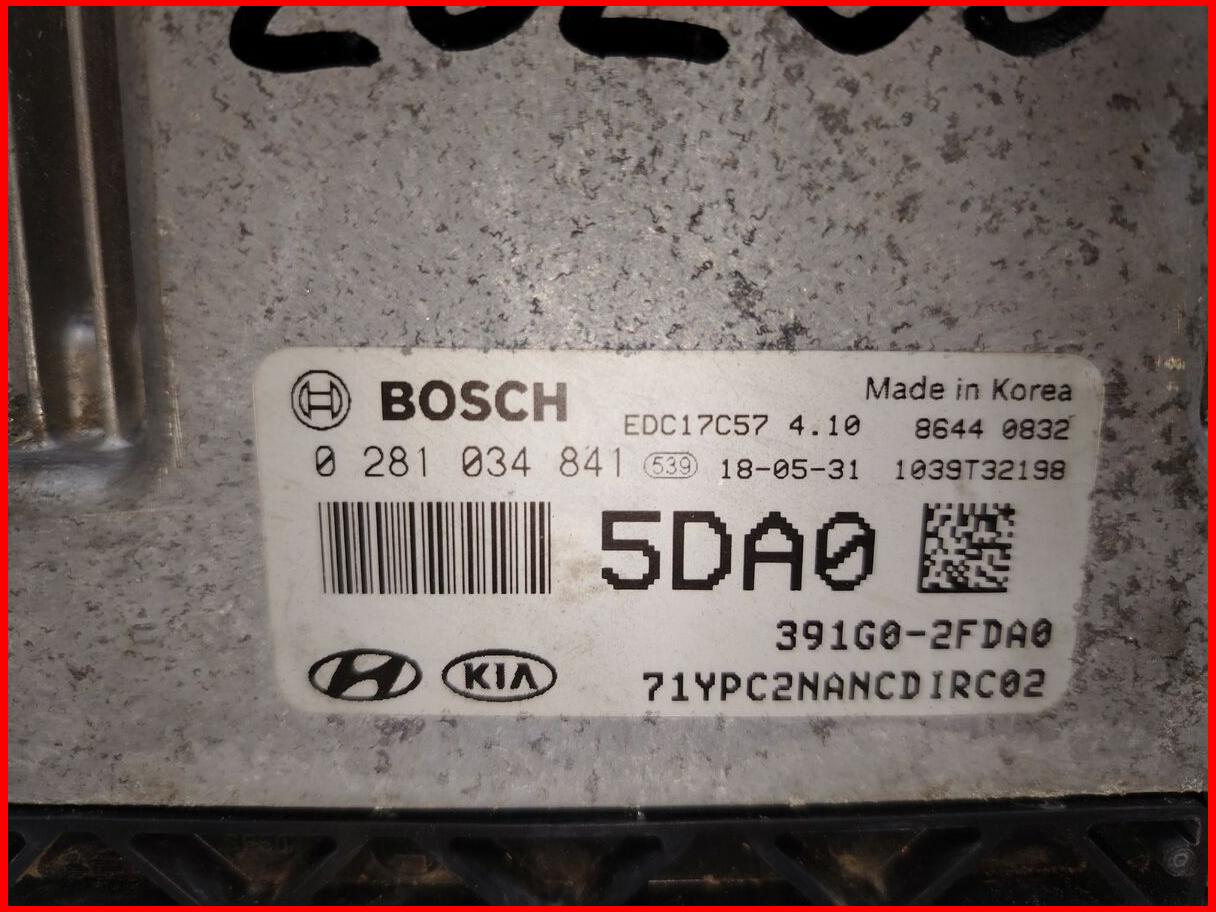 BOSCH
Made in Korea
EDC17C57 4.10 8644 0832
0 281 034 841 539 18-05-31 1039T32198
5DA0
391G0-2FDA0
KIA 71YPC2NANCDIRC02